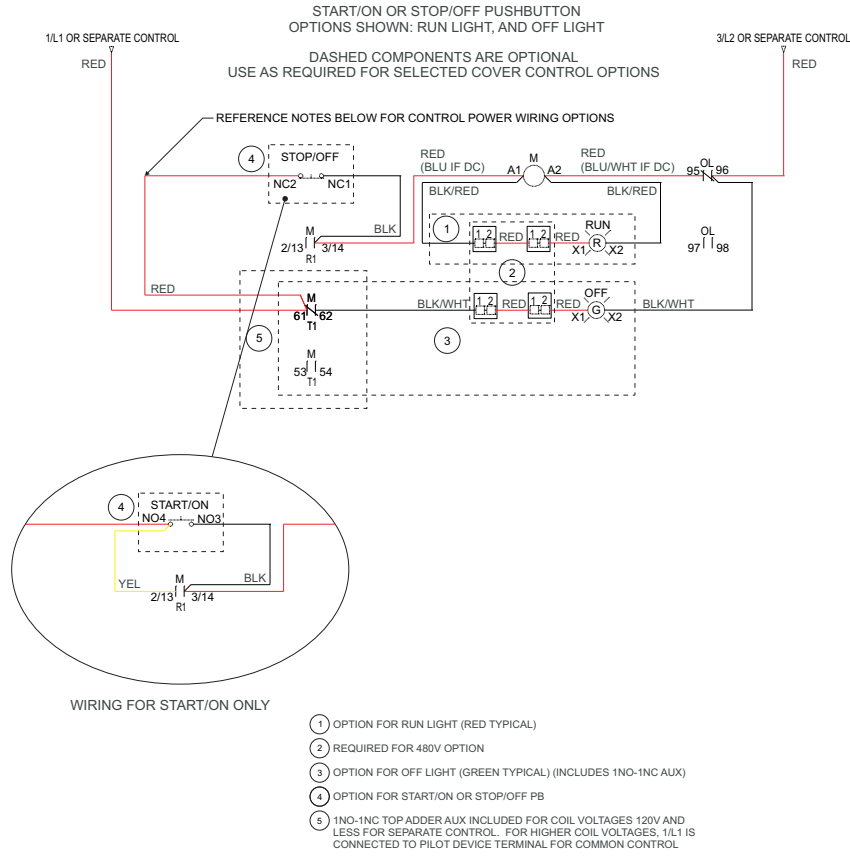 START/ON OR STOP/OFF PUSHBUTTON
OPTIONS SHOWN: RUN LIGHT, AND OFF LIGHT
1/L1 OR SEPARATE CONTROL
3/L2 OR SEPARATE CONTROL
RED
DASHED COMPONENTS ARE OPTIONAL
USE AS REQUIRED FOR SELECTED COVER CONTROL OPTIONS
RED
REFERENCE NOTES BELOW FOR CONTROL POWER WIRING OPTIONS
4
STOP/OFF
NC2
NC1
RED
(BLU IF DC)
M
A1
A2
RED
(BLU/WHT IF DC)
OL
95
96
BLK/RED
BLK/RED
BLK
M
2/13
3/14
R1
1
1
2
RED
1
2
RED
RUN
R
X1
X2
OL
97
98
2
RED
M
61
62
T1
BLK/WHT
1
2
RED
1
2
RED
OFF
G
X1
X2
BLK/WHT
5
3
M
53
54
T1
4
START/ON
NO4
NO3
YEL
M
2/13
3/14
R1
BLK
WIRING FOR START/ON ONLY
1 OPTION FOR RUN LIGHT (RED TYPICAL)
2 REQUIRED FOR 480V OPTION
3 OPTION FOR OFF LIGHT (GREEN TYPICAL) (INCLUDES 1NO-1NC AUX)
4 OPTION FOR START/ON OR STOP/OFF PB
5 1NO-1NC TOP ADDER AUX INCLUDED FOR COIL VOLTAGES 120V AND
LESS FOR SEPARATE CONTROL. FOR HIGHER COIL VOLTAGES, 1/L1 IS
CONNECTED TO PILOT DEVICE TERMINAL FOR COMMON CONTROL